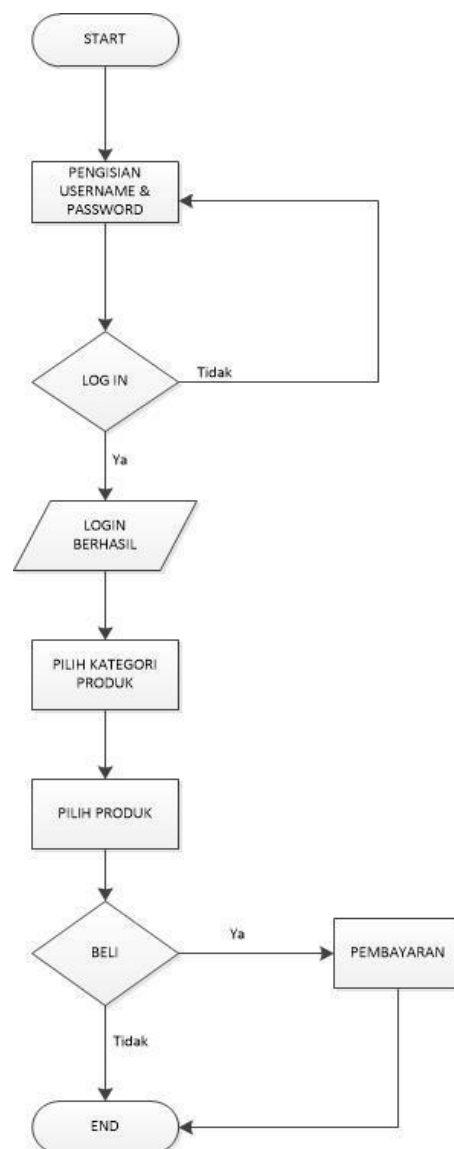 START
PENGISIAN
USERNAME &
PASSWORD
LOG IN
Tidak
Ya
LOGIN
BERHASIL
PILIH KATEGORI
PRODUK
PILIH PRODUK
BELI
Ya
PEMBAYARAN
Tidak
END